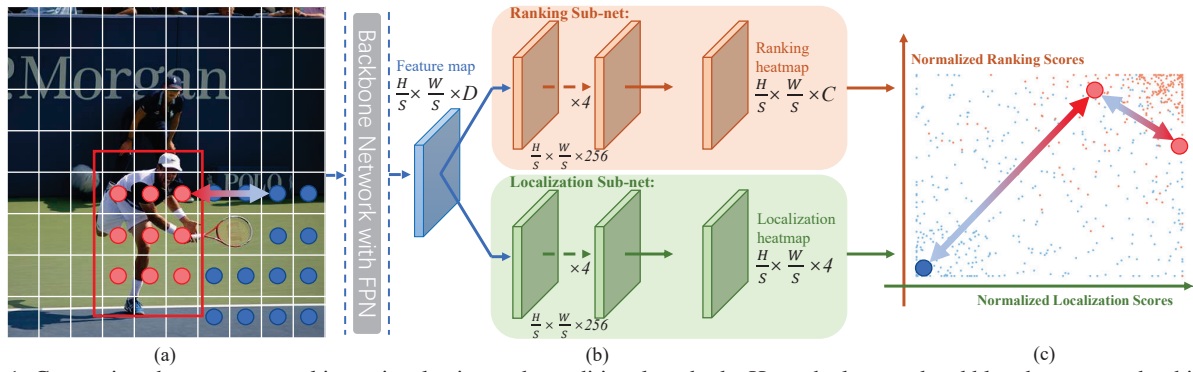 P.Morgan
POLO
Backbone Network with FPN
Feature map
H/S × W/S ×D
Ranking Sub-net:
×4
H/S × W/S ×256
Ranking
heatmap
H/S × W/S × C
Localization Sub-net:
×4
H/S × W/S ×256
Localization
heatmap
H/S × W/S × 4
Normalized Ranking Scores
Normalized Localization Scores
(a)
(b)
(c)